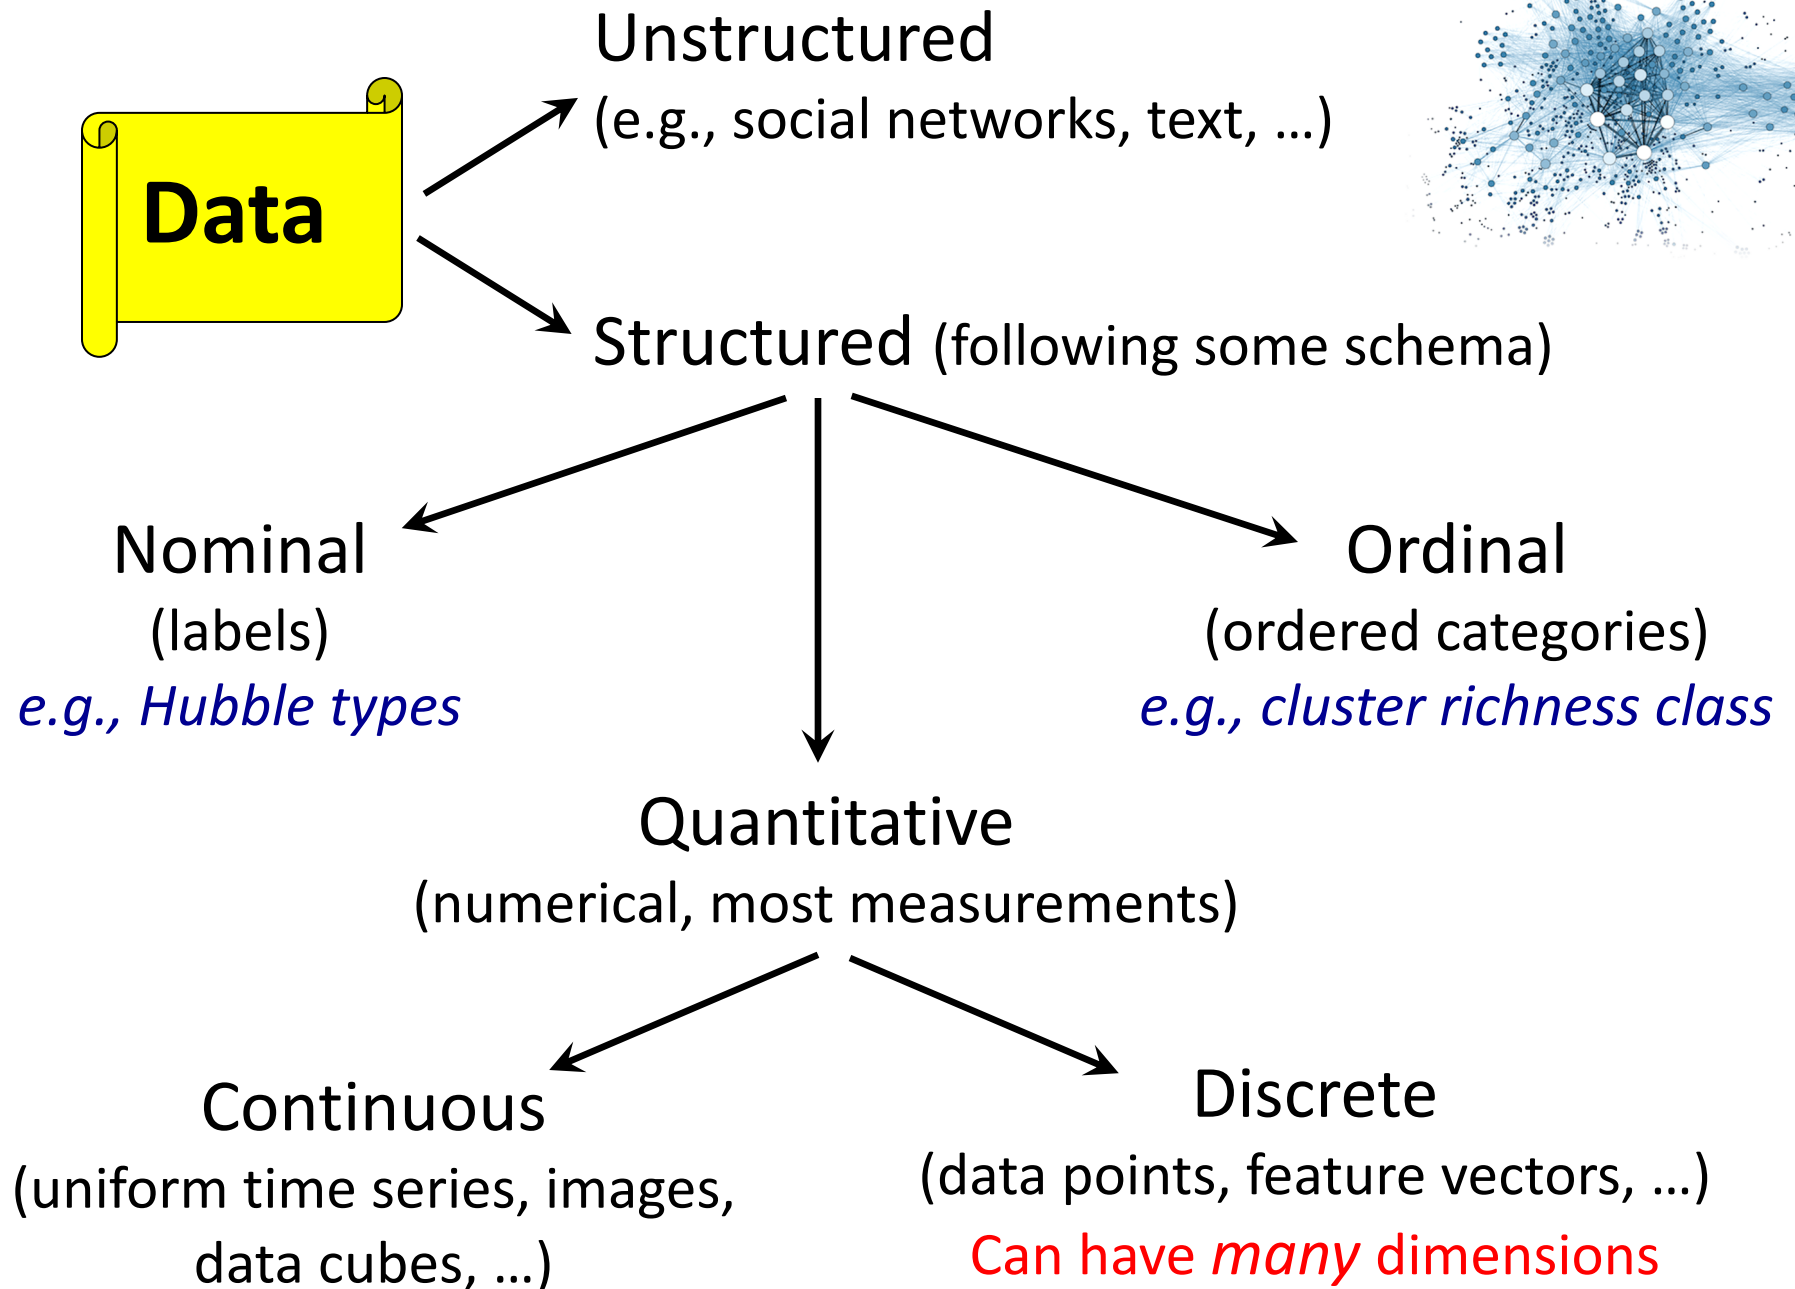 Unstructured
(e.g., social networks, text, …)
Data
Structured (following some schema)
Nominal
(labels)
e.g., Hubble types
Ordinal
(ordered categories)
e.g., cluster richness class
Quantitative
(numerical, most measurements)
Continuous
(uniform time series, images,
data cubes, …)
Discrete
(data points, feature vectors, …)
Can have many dimensions